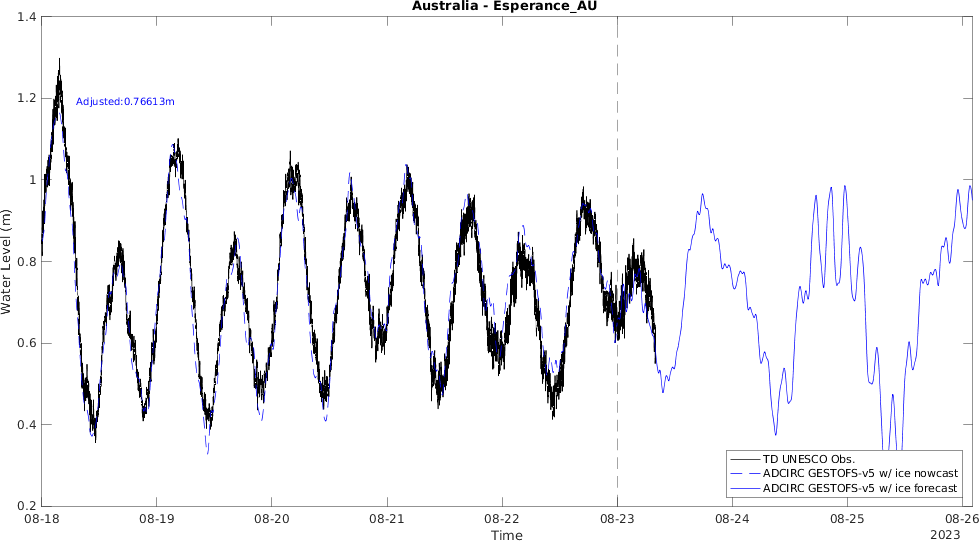 Australia - Esperance_AU
1.4
1.2
1
0.8
0.6
0.4
0.2
Water Level (m)
Adjusted:0.76613m
TD UNESCO Obs.
ADCIRC GESTOFS-v5 w/ ice nowcast
ADCIRC GESTOFS-v5 w/ ice forecast
08-18 08-19 08-20 08-21 08-22 08-23 08-24 08-25 08-26
Time
2023